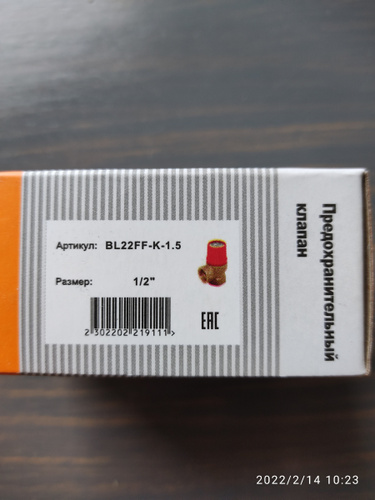 Артикул: BL22FF-K-1.5
Размер: 1/2"
2 302202 219111 >
EAC
Предохранительный
клапан
2022/2/14 10:23